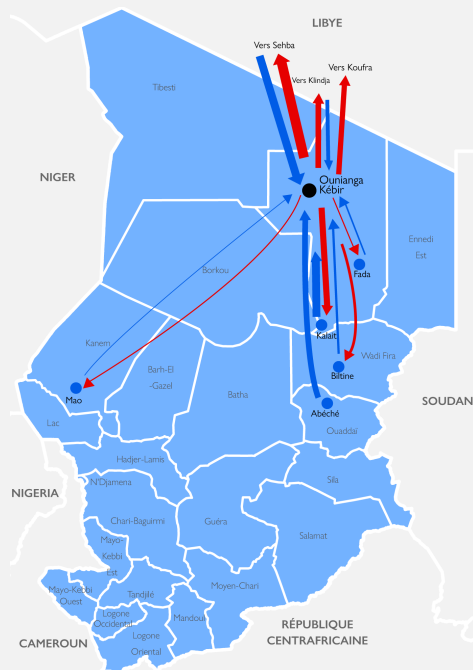 LIBYE
Vers Sehba
Vers Koufra
Vers Klindja
Tibesti
NIGER
Ounianga
Kébir
Ennedi
Est
Borkou
Fada
Kalait
Kanem
Barh-El
-Gazel
Wadi Fira
Biltine
Batha
Mao
SOUDAN
Abéché
Lac
Ouaddaï
Hadjer-Lamis
N'Djamena
Sila
NIGERIA
Chari-Baguirmi
Guéra
Salamat
Mayo-
Kebbi
Est
Mayo-Kebbi
Ouest
Tandjilé
Moyen-Chari
Logone
Occidental
Mandoul
Logone
Oriental
CAMEROUN
RÉPUBLIQUE
CENTRAFRICAINE